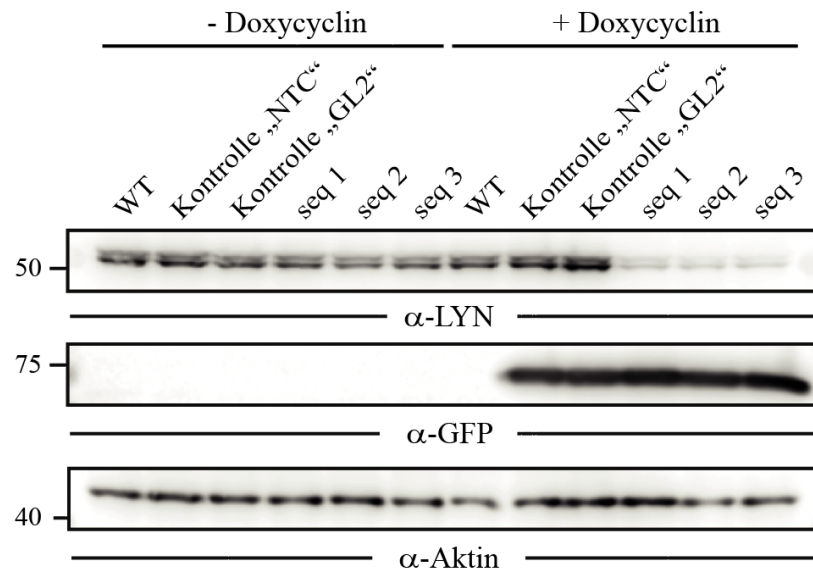 - Doxycyclin + Doxycyclin
WT Kontrolle „NTC“ Kontrolle „GL2“ seq 1 seq 2 seq 3 WT Kontrolle „NTC“ Kontrolle „GL2“ seq 1 seq 2 seq 3
50
α-LYN
75
α-GFP
40
α-Aktin